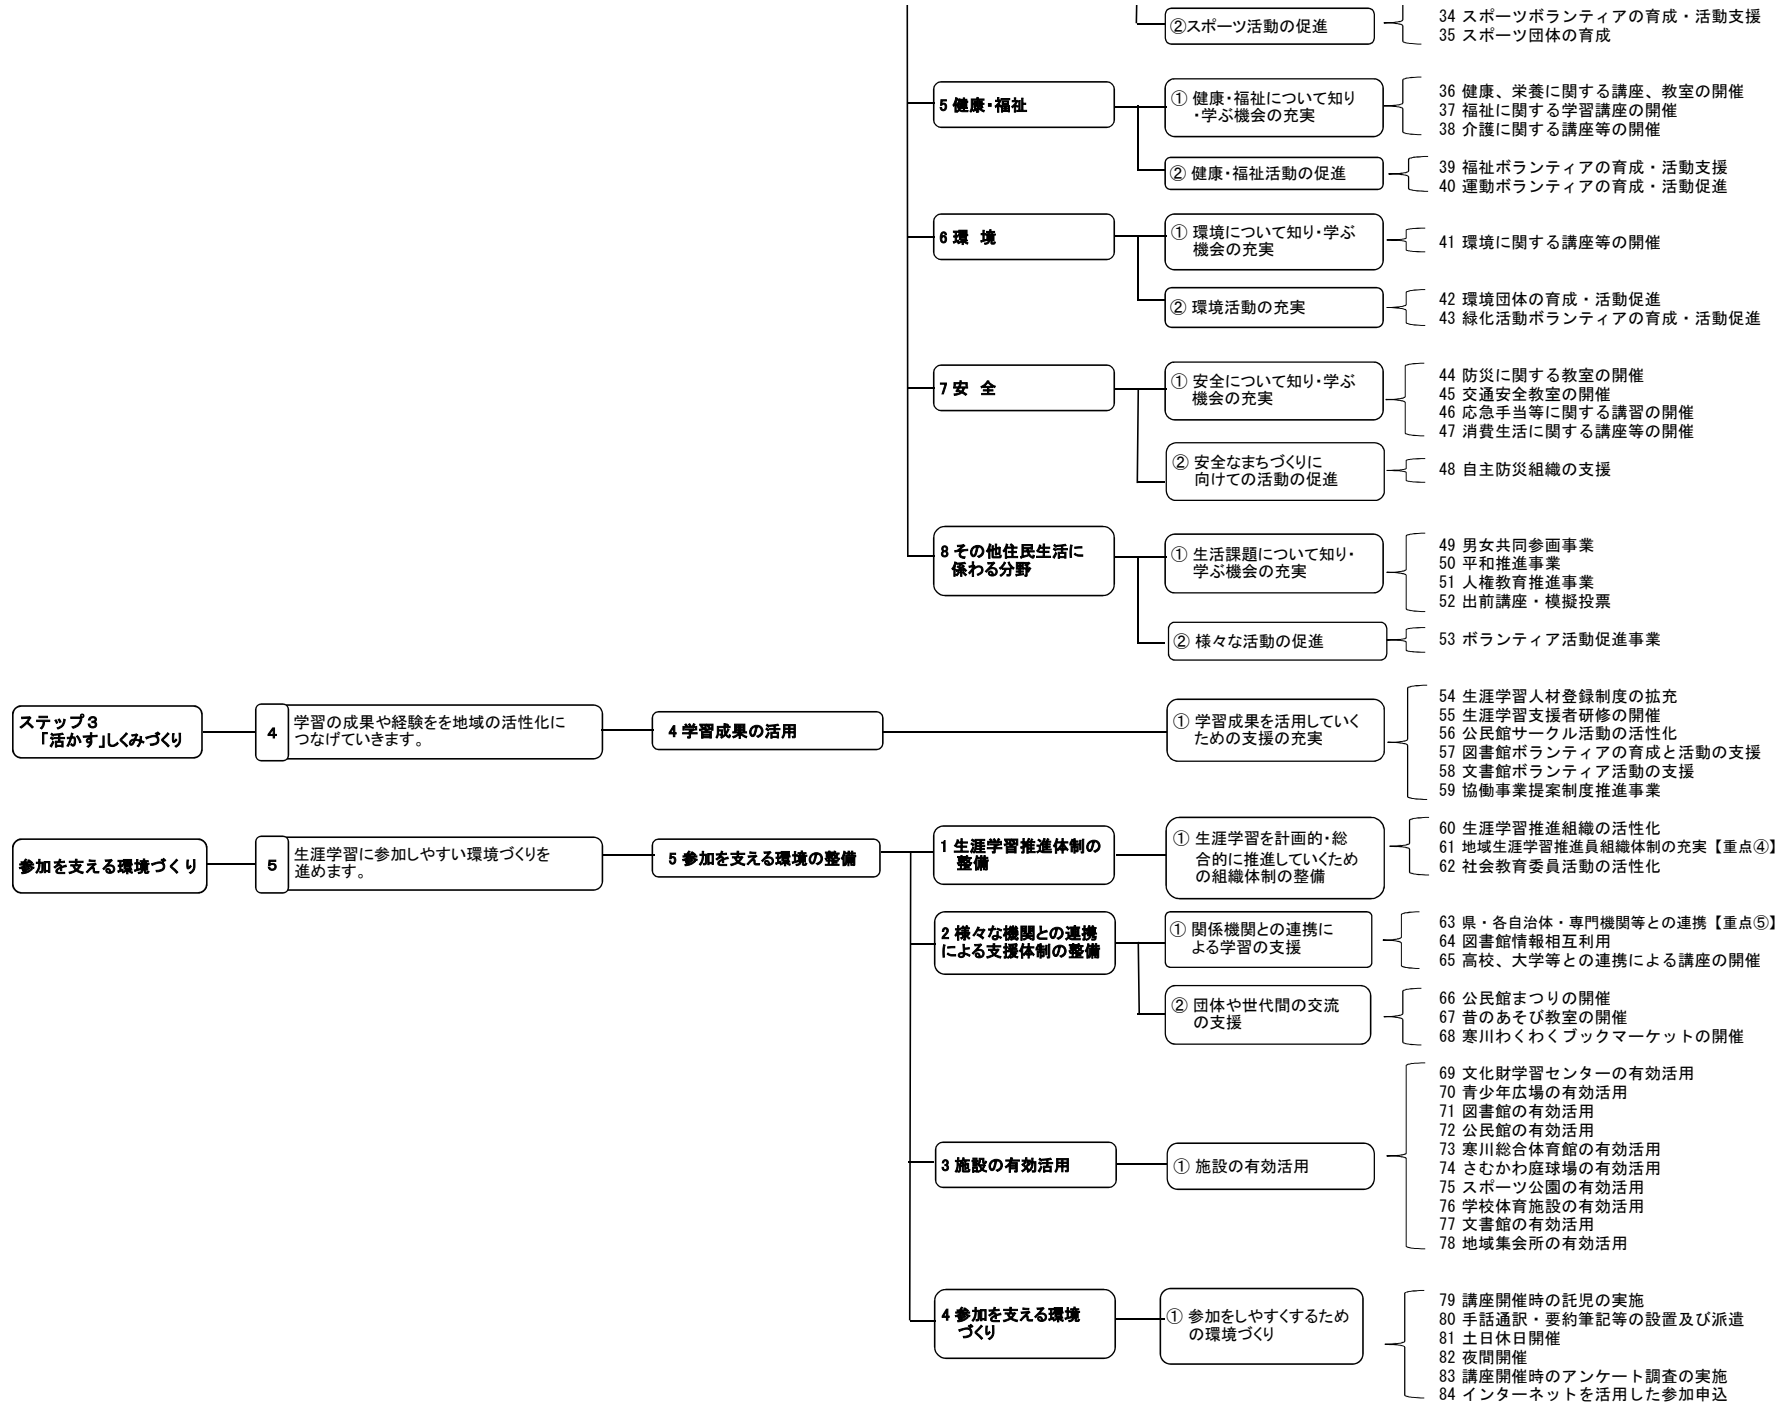 ②スポーツ活動の促進
34 スポーツボランティアの育成・活動支援
35 スポーツ団体の育成
5 健康・福祉
① 健康・福祉について知り
・学ぶ機会の充実
36 健康、栄養に関する講座、教室の開催
37 福祉に関する学習講座の開催
38 介護に関する講座等の開催
② 健康・福祉活動の促進
39 福祉ボランティアの育成・活動支援
40 運動ボランティアの育成・活動促進
6 環 境
① 環境について知り・学ぶ
機会の充実
41 環境に関する講座等の開催
② 環境活動の充実
42 環境団体の育成・活動促進
43 緑化活動ボランティアの育成・活動促進
7 安 全
① 安全について知り・学ぶ
機会の充実
44 防災に関する教室の開催
45 交通安全教室の開催
46 応急手当等に関する講習の開催
47 消費生活に関する講座等の開催
② 安全なまちづくりに
向けての活動の促進
48 自主防災組織の支援
8 その他住民生活に
係わる分野
① 生活課題について知り・
学ぶ機会の充実
49 男女共同参画事業
50 平和推進事業
51 人権教育推進事業
52 出前講座・模擬投票
② 様々な活動の促進
53 ボランティア活動促進事業
ステップ３
「活かす」しくみづくり
4
学習の成果や経験をを地域の活性化に
つなげていきます。
4 学習成果の活用
① 学習成果を活用していく
ための支援の充実
54 生涯学習人材登録制度の拡充
55 生涯学習支援者研修の開催
56 公民館サークル活動の活性化
57 図書館ボランティアの育成と活動の支援
58 文書館ボランティア活動の支援
59 協働事業提案制度推進事業
参加を支える環境づくり
5
生涯学習に参加しやすい環境づくりを
進めます。
5 参加を支える環境の整備
1 生涯学習推進体制の
整備
① 生涯学習を計画的・総
合的に推進していくため
の組織体制の整備
60 生涯学習推進組織の活性化
61 地域生涯学習推進員組織体制の充実【重点④】
62 社会教育委員活動の活性化
2 様々な機関との連携
による支援体制の整備
① 関係機関との連携に
よる学習の支援
63 県・各自治体・専門機関等との連携【重点⑤】
64 図書館情報相互利用
65 高校、大学等との連携による講座の開催
② 団体や世代間の交流
の支援
66 公民館まつりの開催
67 昔のあそび教室の開催
68 寒川わくわくブックマーケットの開催
3 施設の有効活用
① 施設の有効活用
69 文化財学習センターの有効活用
70 青少年広場の有効活用
71 図書館の有効活用
72 公民館の有効活用
73 寒川総合体育館の有効活用
74 さむかわ庭球場の有効活用
75 スポーツ公園の有効活用
76 学校体育施設の有効活用
77 文書館の有効活用
78 地域集会所の有効活用
4 参加を支える環境
づくり
① 参加をしやすくするため
の環境づくり
79 講座開催時の託児の実施
80 手話通訳・要約筆記等の設置及び派遣
81 土日休日開催
82 夜間開催
83 講座開催時のアンケート調査の実施
84 インターネットを活用した参加申込